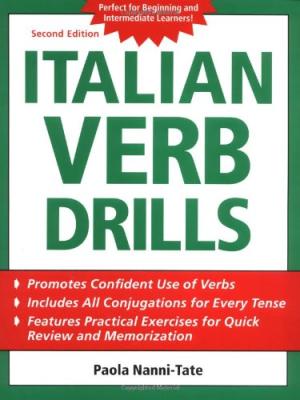 Perfect for Beginning and
Intermediate Learners!
Second Edition
ITALIAN
VERB
DRILLS
Promotes Confident Use of Verbs
Includes All Conjugations for Every Tense
Features Practical Exercises for Quick
Review and Memorization
Paola Nanni-Tate